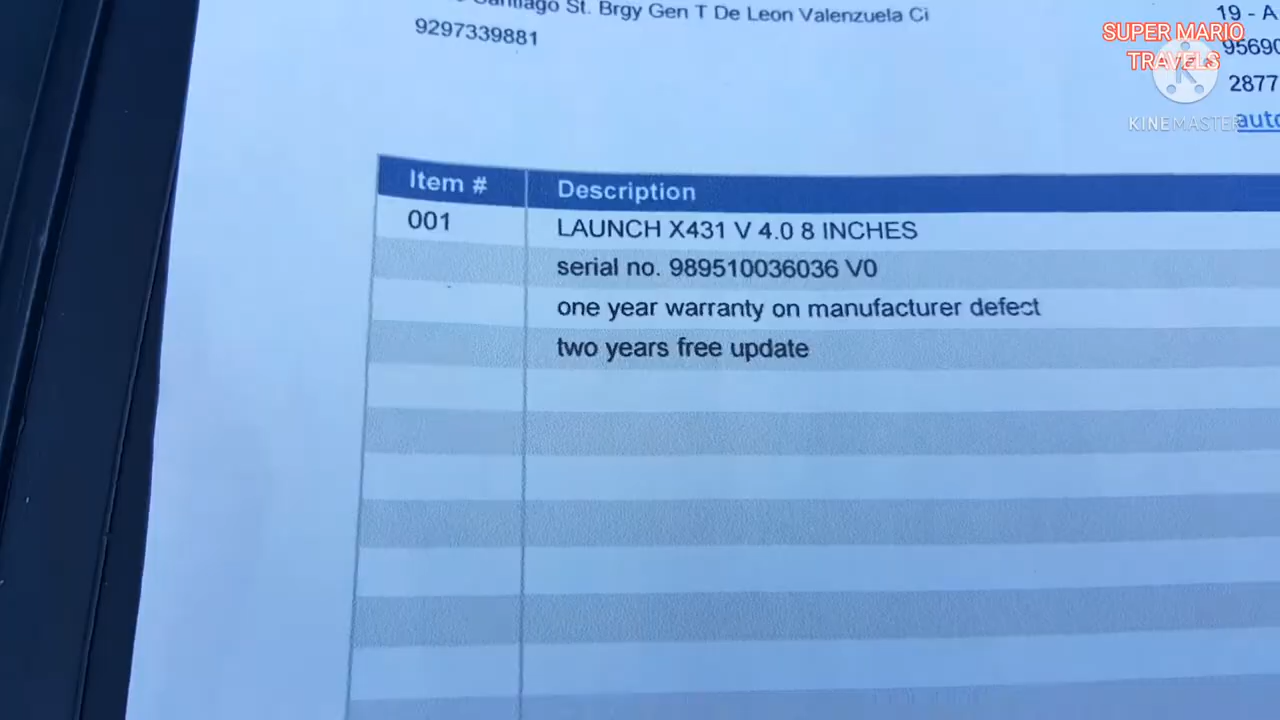 Santiago St. Brgy Gen T De Leon Valenzuela Ci
9297339881
19 - A
9569
2877
auto
SUPER MARIO
TRAVELS
KINEMASTER
Item # Description
001 LAUNCH X431 V 4.0 8 INCHES
serial no. 989510036036 V0
one year warranty on manufacturer defect
two years free update